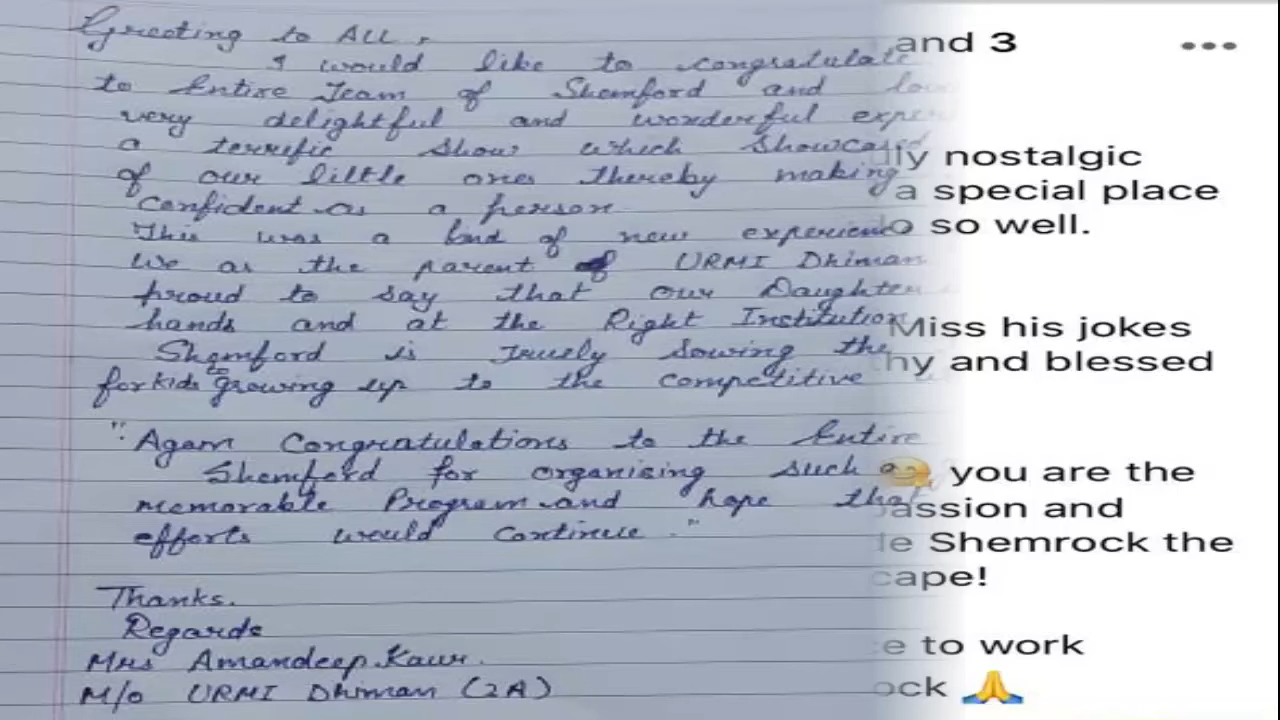 Greeting to ALL,
I would like to congratulate
to Entire Team of Shemford and
very delightful and wonderful
a terrific show which
of our little ones thereby making
Confident as a person
This was a kind of new
We as the parent of URMI Dhiman
proud to say that our Daughter
hands and at the Right Institution
Shemford is Truely sowing the
for kids to growing up to the competitive
"Again Congratulations to the Entire
Shemford for organising such a
memorable Program and hope that
efforts would continue."
Thanks.
Regards
Mrs Amandeep Kaur.
M/o URMI Dhiman (2A)
and 3
nostalgic
a special place
so well.
Miss his jokes
and blessed
you are the
and
Shemrock the
to work
🙏